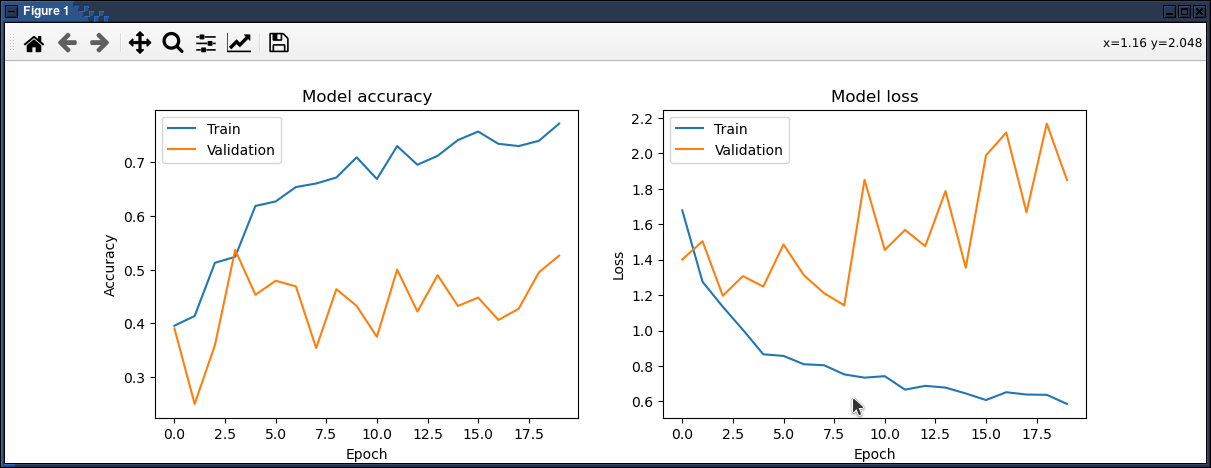 Figure 1
x=1.16 y=2.048
Model accuracy
Train
Validation
Accuracy
0.7
0.6
0.5
0.4
0.3
0.0 2.5 5.0 7.5 10.0 12.5 15.0 17.5
Epoch
Model loss
Train
Validation
Loss
2.2
2.0
1.8
1.6
1.4
1.2
1.0
0.8
0.6
0.0 2.5 5.0 7.5 10.0 12.5 15.0 17.5
Epoch